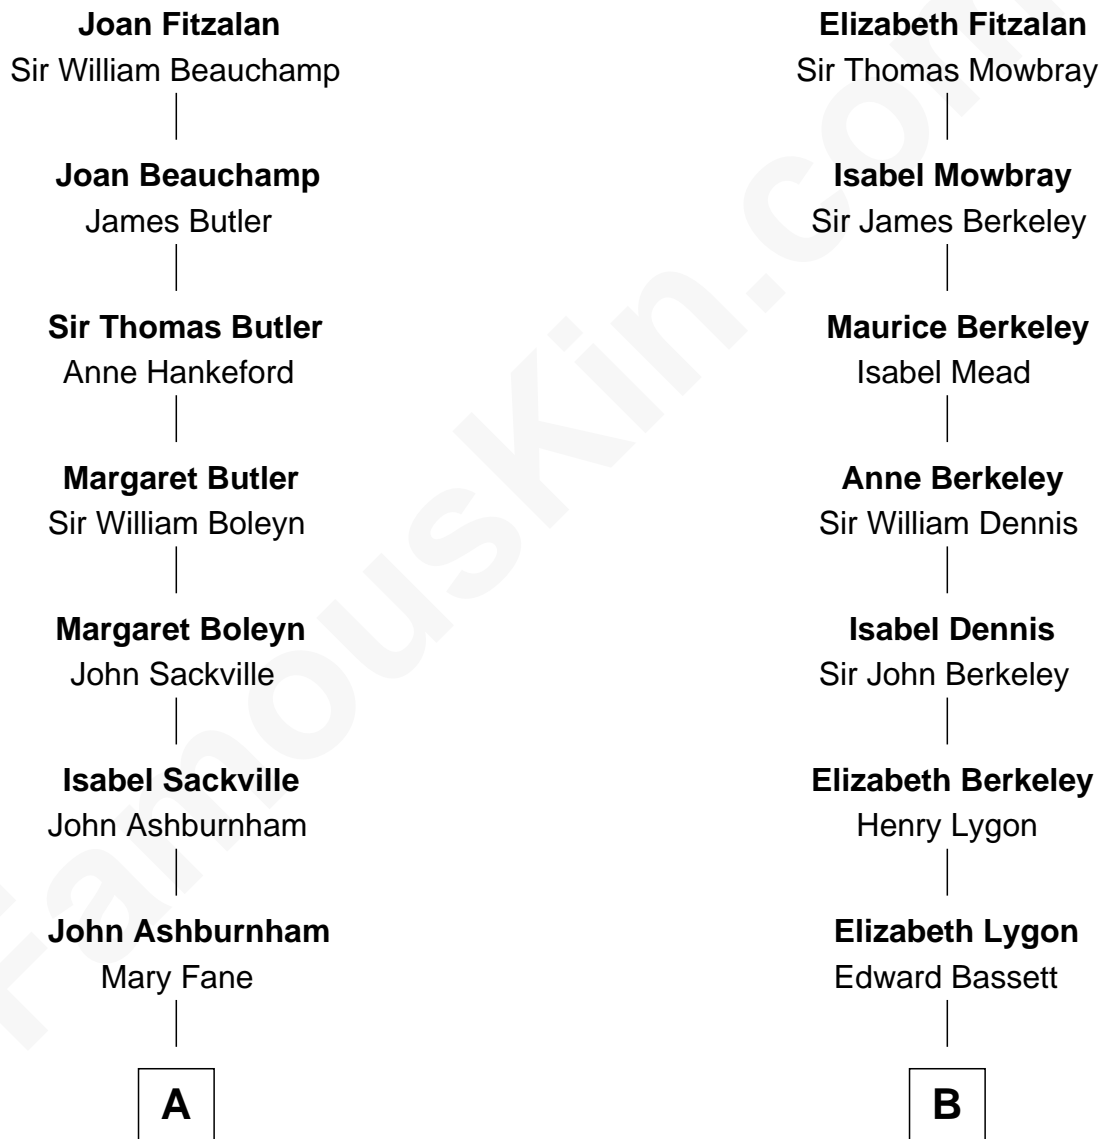 Joan Fitzalan
Sir William Beauchamp
Joan Beauchamp
James Butler
Sir Thomas Butler
Anne Hankeford
Margaret Butler
Sir William Boleyn
Margaret Boleyn
John Sackville
Isabel Sackville
John Ashburnham
John Ashburnham
Mary Fane
A
Elizabeth Fitzalan
Sir Thomas Mowbray
Isabel Mowbray
Sir James Berkeley
Maurice Berkeley
Isabel Mead
Anne Berkeley
Sir William Dennis
Isabel Dennis
Sir John Berkeley
Elizabeth Berkeley
Henry Lygon
Elizabeth Lygon
Edward Bassett
B
FamousKin.com